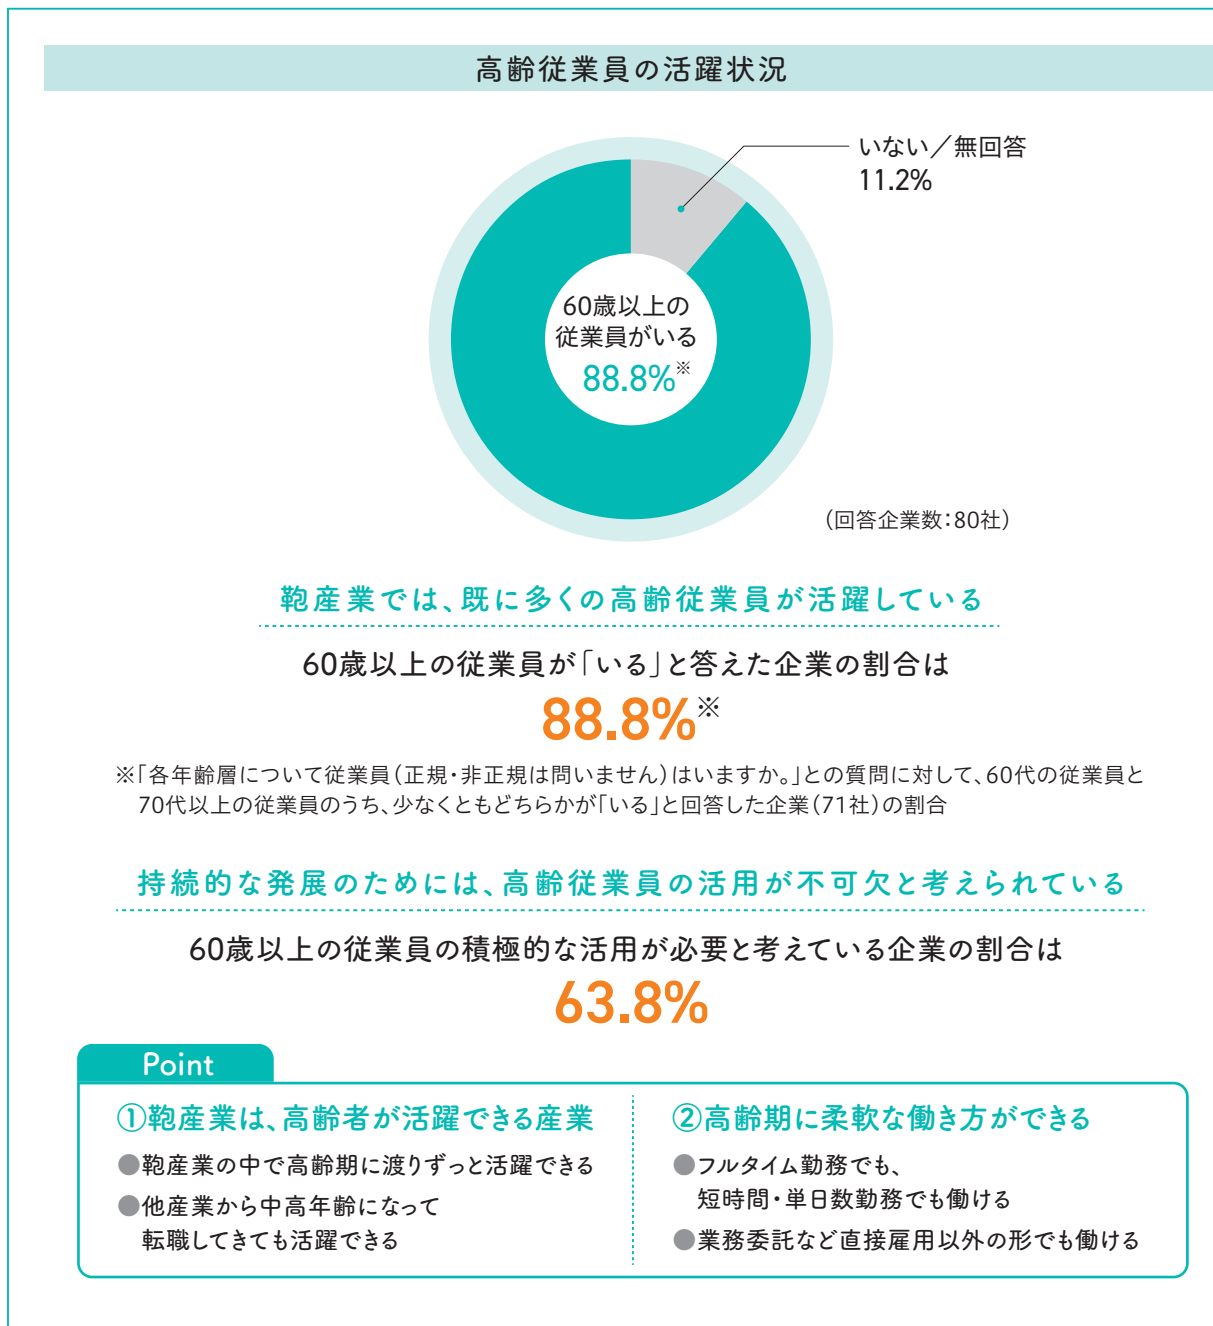 高齢従業員の活躍状況
いない／無回答
11.2%
60歳以上の
従業員がいる
88.8%※
（回答企業数：80社）
鞄産業では、既に多くの高齢従業員が活躍している
60歳以上の従業員が「いる」と答えた企業の割合は
88.8%※
※「各年齢層について従業員（正規・非正規は問いません）はいますか。」との質問に対して、60代の従業員と
70代以上の従業員のうち、少なくともどちらかが「いる」と回答した企業（71社）の割合
持続的な発展のためには、高齢従業員の活用が不可欠と考えられている
60歳以上の従業員の積極的な活用が必要と考えている企業の割合は
63.8%
Point
①鞄産業は、高齢者が活躍できる産業
●鞄産業の中で高齢期に渡りずっと活躍できる
●他産業から中高年齢になって
転職してきても活躍できる
②高齢期に柔軟な働き方ができる
●フルタイム勤務でも、
短時間・単日数勤務でも働ける
●業務委託など直接雇用以外の形でも働ける